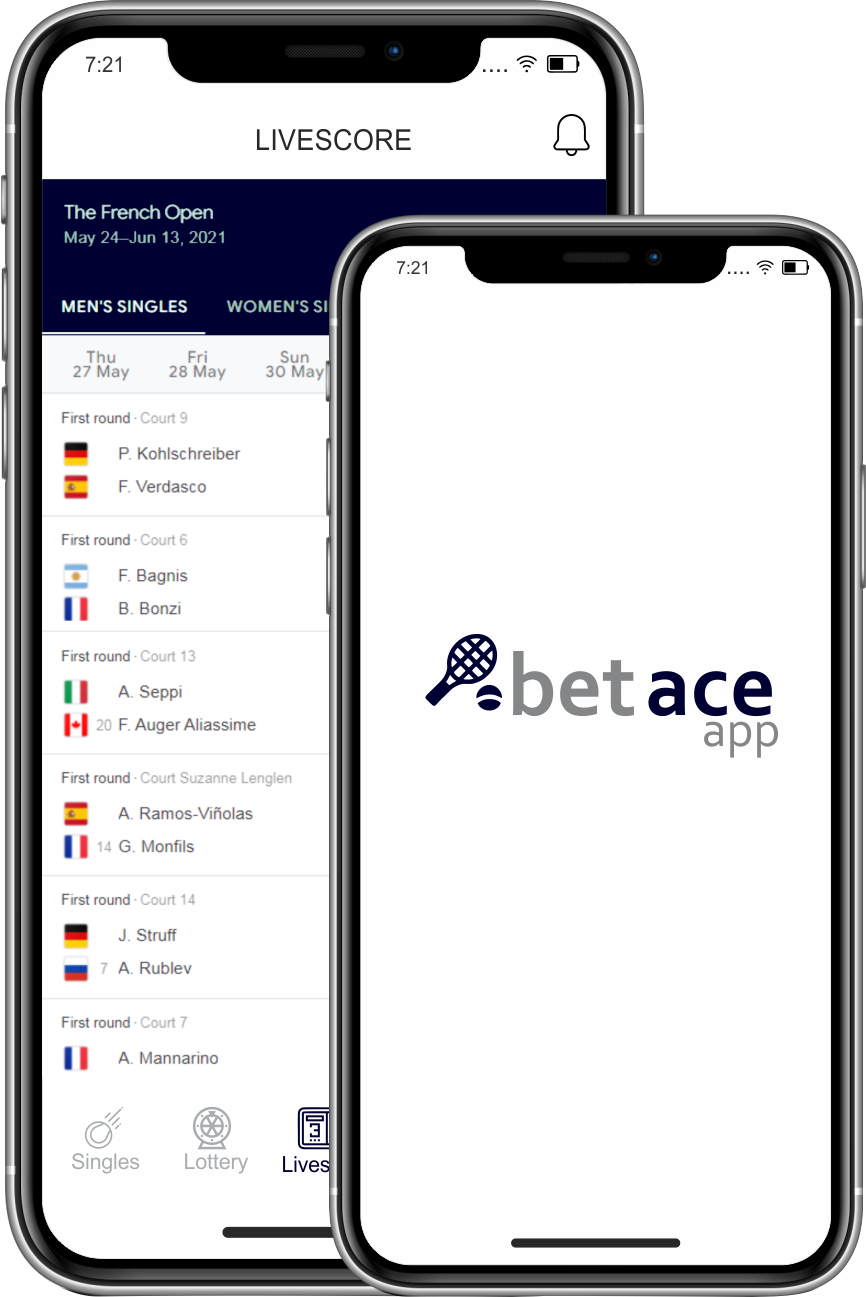 7:21
LIVESCORE
The French Open
May 24–Jun 13, 2021
MEN'S SINGLES WOMEN'S SI
Thu Fri Sun
27 May 28 May 30 May
First round · Court 9
P. Kohlschreiber
F. Verdasco
First round · Court 6
F. Bagnis
B. Bonzi
First round · Court 13
A. Seppi
20 F. Auger Aliassime
First round · Court Suzanne Lenglen
A. Ramos-Viñolas
14 G. Monfils
First round · Court 14
J. Struff
7 A. Rublev
First round · Court 7
A. Mannarino
3
Singles Lottery Lives
7:21
bet ace
app